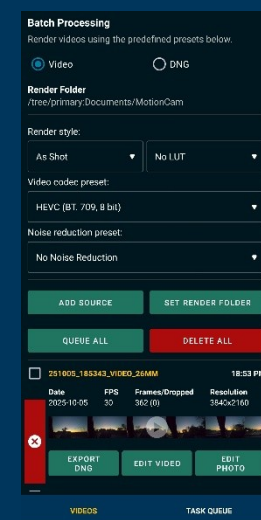 Batch Processing
Render videos using the predefined presets below.
Video
DNG
Render Folder
/tree/primary:Documents/MotionCam
Render style:
As Shot
No LUT
Video codec preset:
HEVC (BT. 709, 8 bit)
Noise reduction preset:
No Noise Reduction
ADD SOURCE
SET RENDER FOLDER
QUEUE ALL
DELETE ALL
251005_185343_VIDEO_26MM
18:53 PM
Date
FPS
Frames/Dropped
Resolution
2025-10-05
30
362 (0)
3840x2160
EXPORT
DNG
EDIT VIDEO
EDIT
PHOTO
VIDEOS
TASK QUEUE